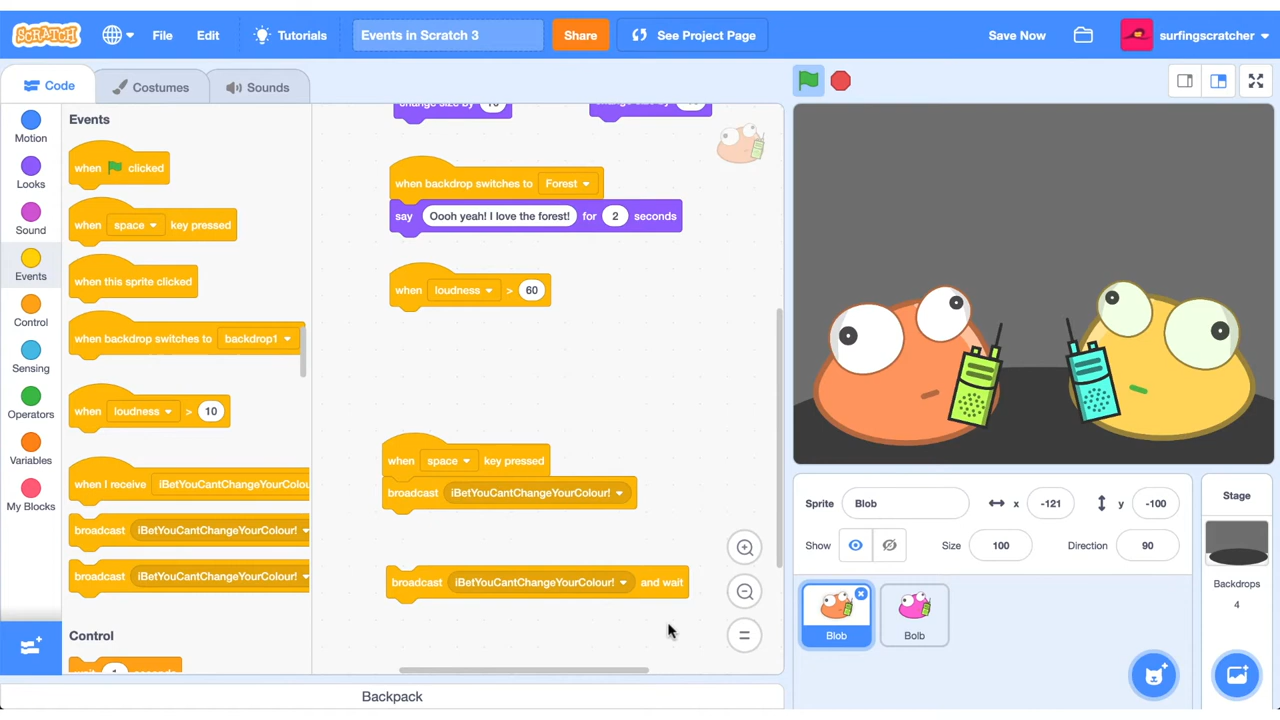 SCRATCH File Edit Tutorials Events in Scratch 3 Share See Project Page Save Now surfingscratcher
Code Costumes Sounds
Motion
Looks
Sound
Events
Control
Sensing
Operators
Variables
My Blocks
Events
when clicked
when space key pressed
when this sprite clicked
when backdrop switches to backdrop1
when loudness > 10
when I receive iBetYouCantChangeYourColou
broadcast iBetYouCantChangeYourColour!
broadcast iBetYouCantChangeYourColour!
Control
change size by 10
when backdrop switches to Forest
say Oooh yeah! I love the forest! for 2 seconds
when loudness > 60
when space key pressed
broadcast iBetYouCantChangeYourColour!
broadcast iBetYouCantChangeYourColour! and wait
Backpack
Sprite Blob x -121 y -100
Show Size 100 Direction 90
Blob
Bolb
Stage
Backdrops
4